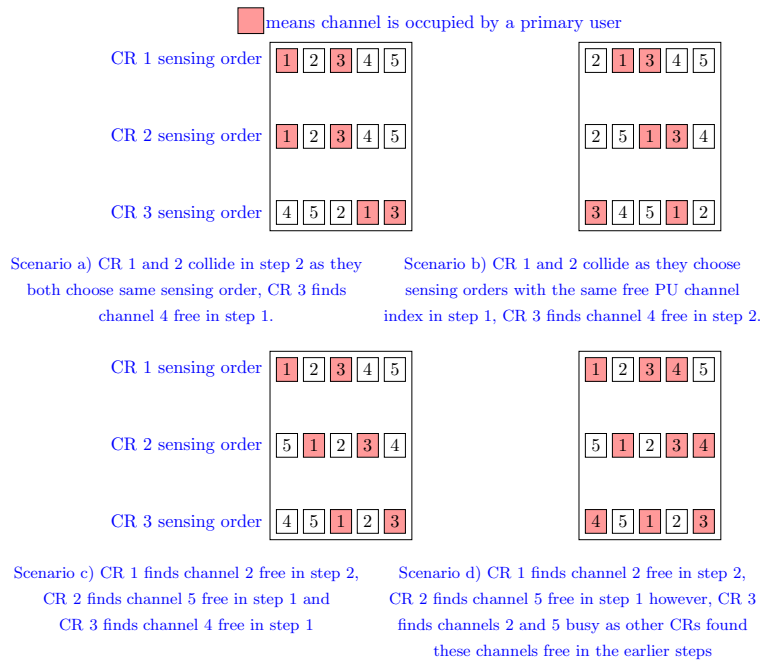 means channel is occupied by a primary user
CR 1 sensing order 1 2 3 4 5
CR 2 sensing order 1 2 3 4 5
CR 3 sensing order 4 5 2 1 3
Scenario a) CR 1 and 2 collide in step 2 as they
both choose same sensing order, CR 3 finds
channel 4 free in step 1.
2 1 3 4 5
2 5 1 3 4
3 4 5 1 2
Scenario b) CR 1 and 2 collide as they choose
sensing orders with the same free PU channel
index in step 1, CR 3 finds channel 4 free in step 2.
CR 1 sensing order 1 2 3 4 5
CR 2 sensing order 5 1 2 3 4
CR 3 sensing order 4 5 1 2 3
Scenario c) CR 1 finds channel 2 free in step 2,
CR 2 finds channel 5 free in step 1 and
CR 3 finds channel 4 free in step 1
1 2 3 4 5
5 1 2 3 4
4 5 1 2 3
Scenario d) CR 1 finds channel 2 free in step 2,
CR 2 finds channel 5 free in step 1 however, CR 3
finds channels 2 and 5 busy as other CRs found
these channels free in the earlier steps